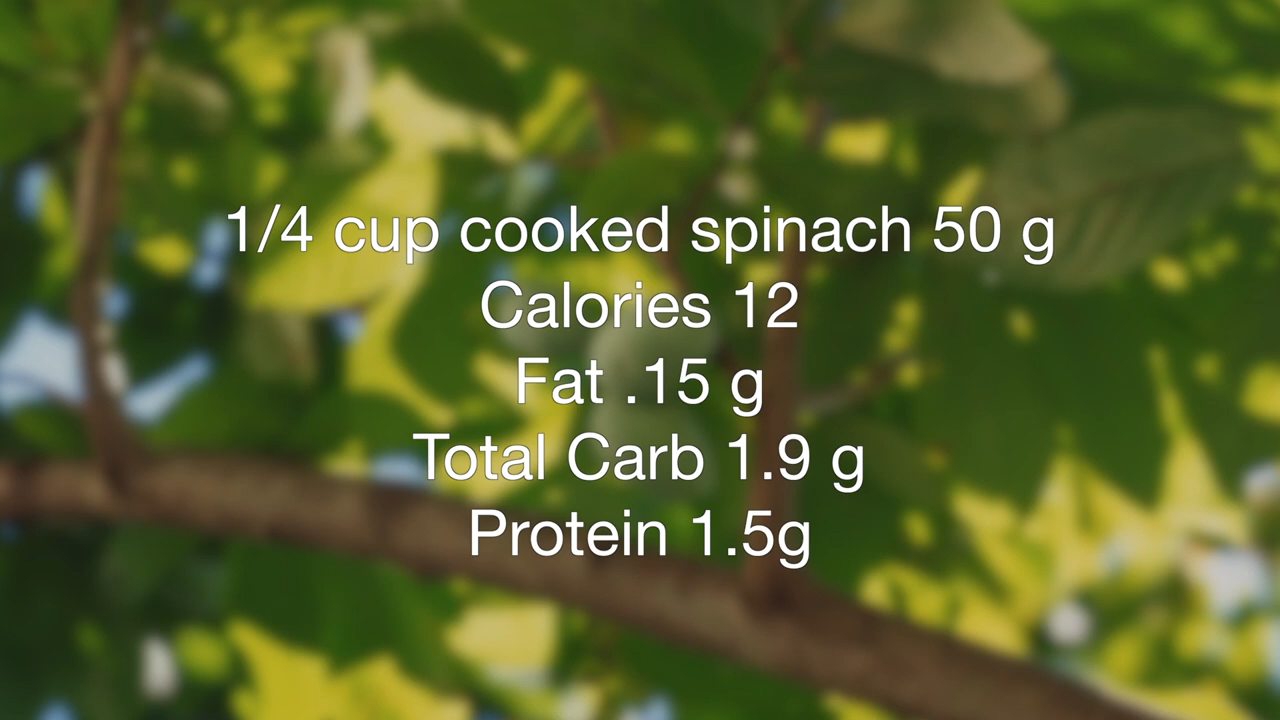 1/4 cup cooked spinach 50 g
Calories 12
Fat .15 g
Total Carb 1.9 g
Protein 1.5g